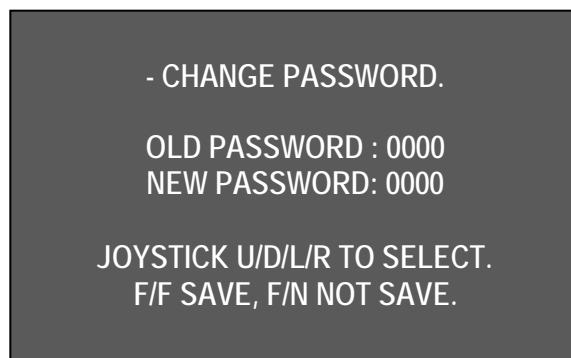 - CHANGE PASSWORD.
OLD PASSWORD : 0000
NEW PASSWORD: 0000
JOYSTICK U/D/L/R TO SELECT.
F/F SAVE, F/N NOT SAVE.